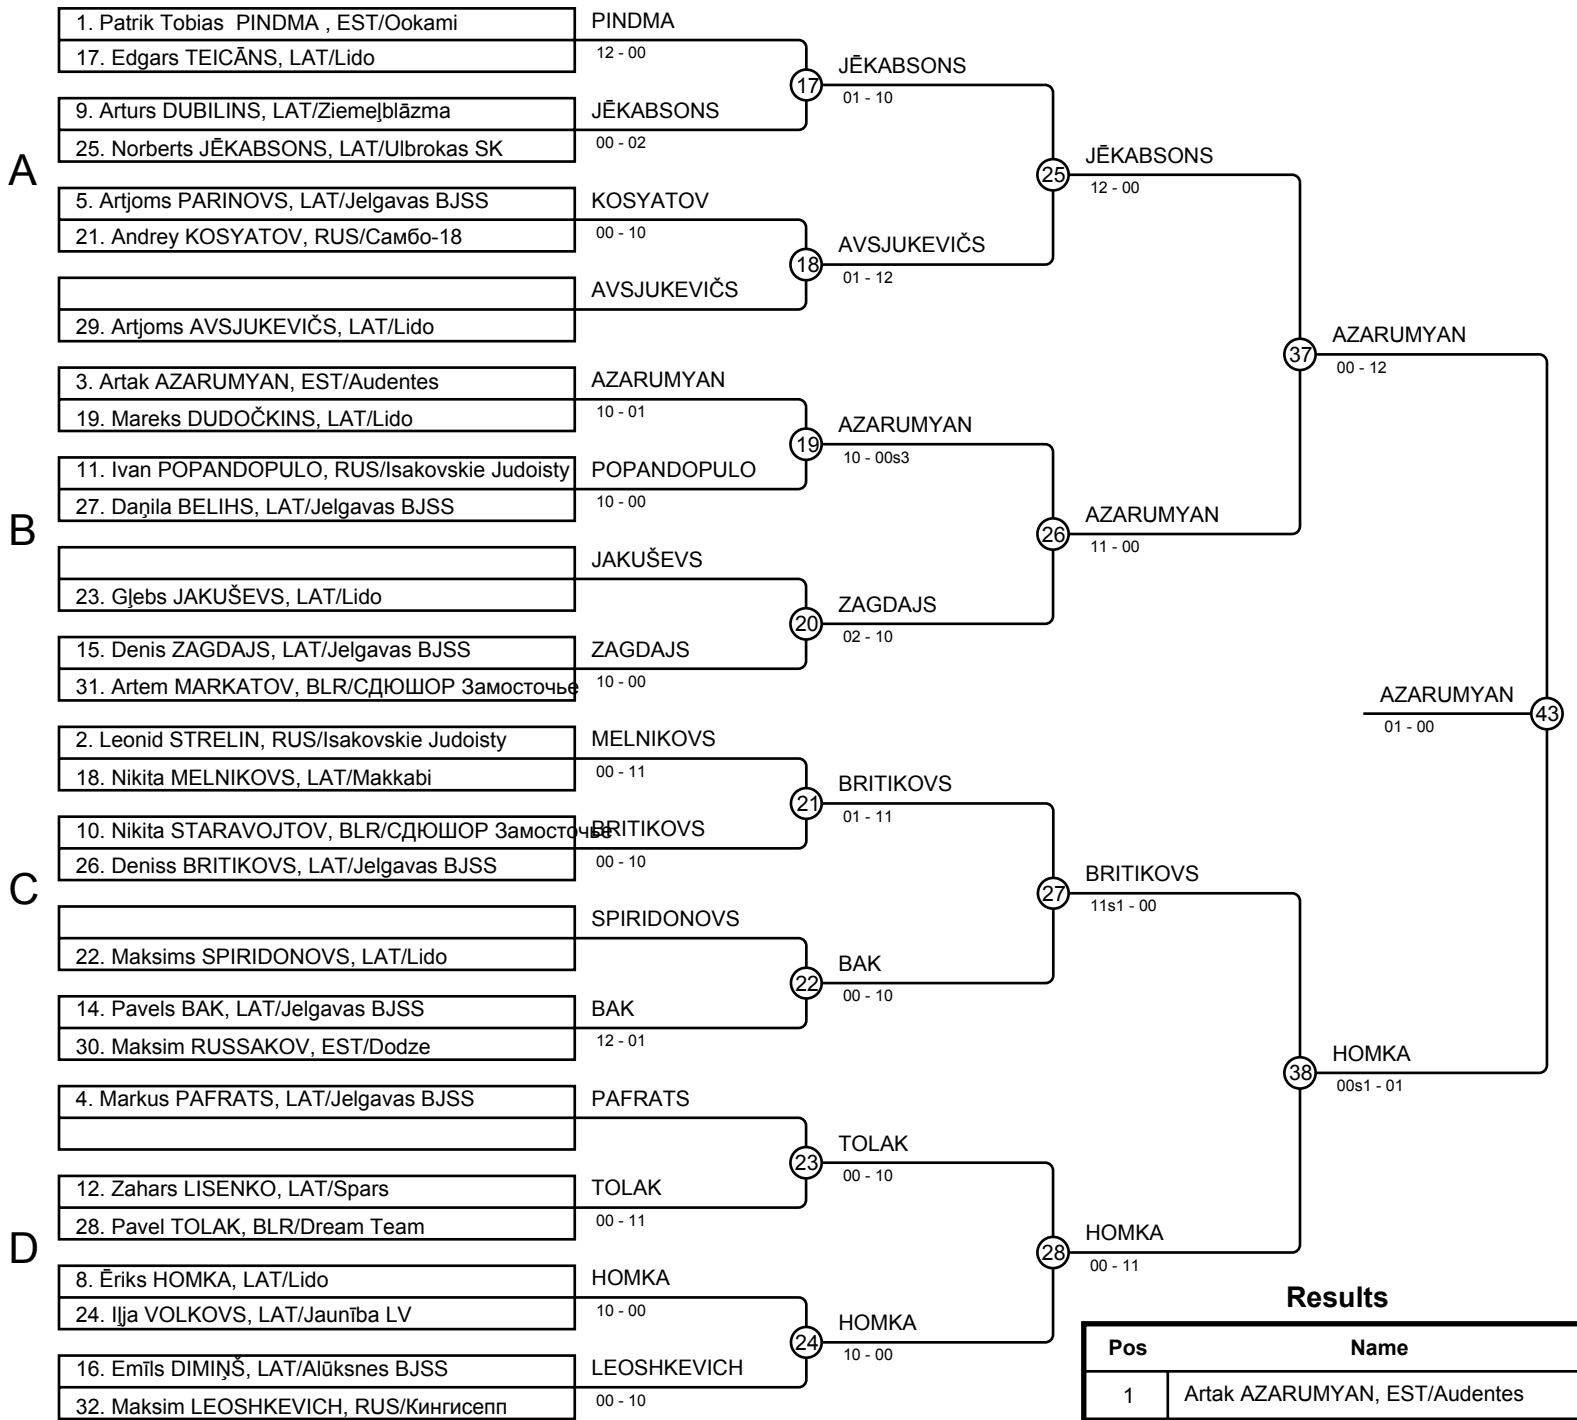 1. Patrik Tobias  PINDMA , EST/Ookami
17. Edgars TEICĀNS, LAT/Lido
PINDMA
12 - 00
17
JĒKABSONS
01 - 10
9. Arturs DUBILINS, LAT/Ziemeļblāzma
25. Norberts JĒKABSONS, LAT/Ulbrokas SK
JĒKABSONS
00 - 02
A
25
JĒKABSONS
12 - 00
5. Artjoms PARINOVS, LAT/Jelgavas BJSS
21. Andrey KOSYATOV, RUS/Самбо-18
KOSYATOV
00 - 10
18
AVSJUKEVIČS
01 - 12
29. Artjoms AVSJUKEVIČS, LAT/Lido
AVSJUKEVIČS
37
AZARUMYAN
00 - 12
3. Artak AZARUMYAN, EST/Audentes
19. Mareks DUDOČKINS, LAT/Lido
AZARUMYAN
10 - 01
19
AZARUMYAN
10 - 00s3
11. Ivan POPANDOPULO, RUS/Isakovskie Judoisty
27. Daņila BELIHS, LAT/Jelgavas BJSS
POPANDOPULO
10 - 00
B
26
AZARUMYAN
11 - 00
23. Gļebs JAKUŠEVS, LAT/Lido
JAKUŠEVS
20
ZAGDAJS
02 - 10
15. Denis ZAGDAJS, LAT/Jelgavas BJSS
31. Artem MARKATOV, BLR/СДЮШОР Замосточье
ZAGDAJS
10 - 00
AZARUMYAN
01 - 00
43
2. Leonid STRELIN, RUS/Isakovskie Judoisty
18. Nikita MELNIKOVS, LAT/Makkabi
MELNIKOVS
00 - 11
21
BRITIKOVS
01 - 11
10. Nikita STARAVOJTOV, BLR/СДЮШОР Замосточье
26. Deniss BRITIKOVS, LAT/Jelgavas BJSS
BRITIKOVS
00 - 10
C
27
BRITIKOVS
11s1 - 00
22. Maksims SPIRIDONOVS, LAT/Lido
SPIRIDONOVS
22
BAK
00 - 10
14. Pavels BAK, LAT/Jelgavas BJSS
30. Maksim RUSSAKOV, EST/Dodze
BAK
12 - 01
38
HOMKA
00s1 - 01
4. Markus PAFRATS, LAT/Jelgavas BJSS
PAFRATS
23
TOLAK
00 - 10
12. Zahars LISENKO, LAT/Spars
28. Pavel TOLAK, BLR/Dream Team
TOLAK
00 - 11
D
28
HOMKA
00 - 11
8. Ēriks HOMKA, LAT/Lido
24. Iļja VOLKOVS, LAT/Jaunība LV
HOMKA
10 - 00
24
HOMKA
10 - 00
16. Emīls DIMIŅŠ, LAT/Alūksnes BJSS
32. Maksim LEOSHKEVICH, RUS/Кингисепп
LEOSHKEVICH
00 - 10
Results
Pos Name
1 Artak AZARUMYAN, EST/Audentes